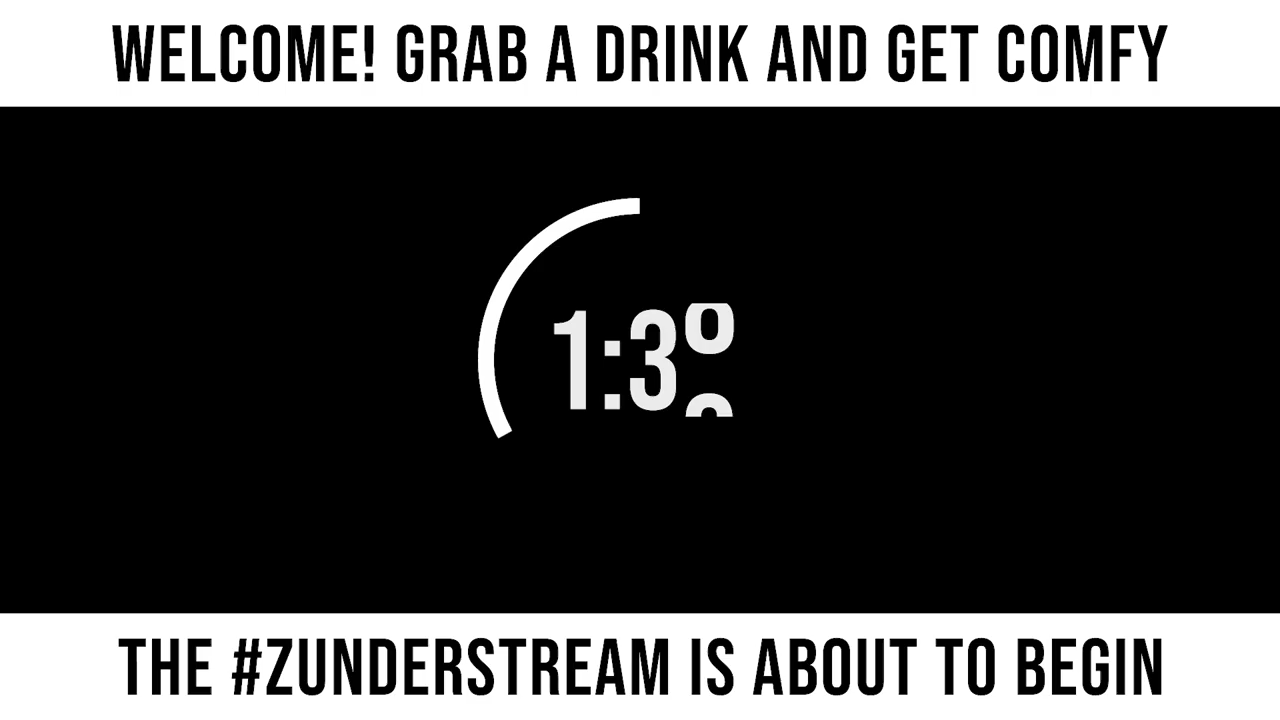 WELCOME! GRAB A DRINK AND GET COMFY
1:3
THE #ZUNDERSTREAM IS ABOUT TO BEGIN